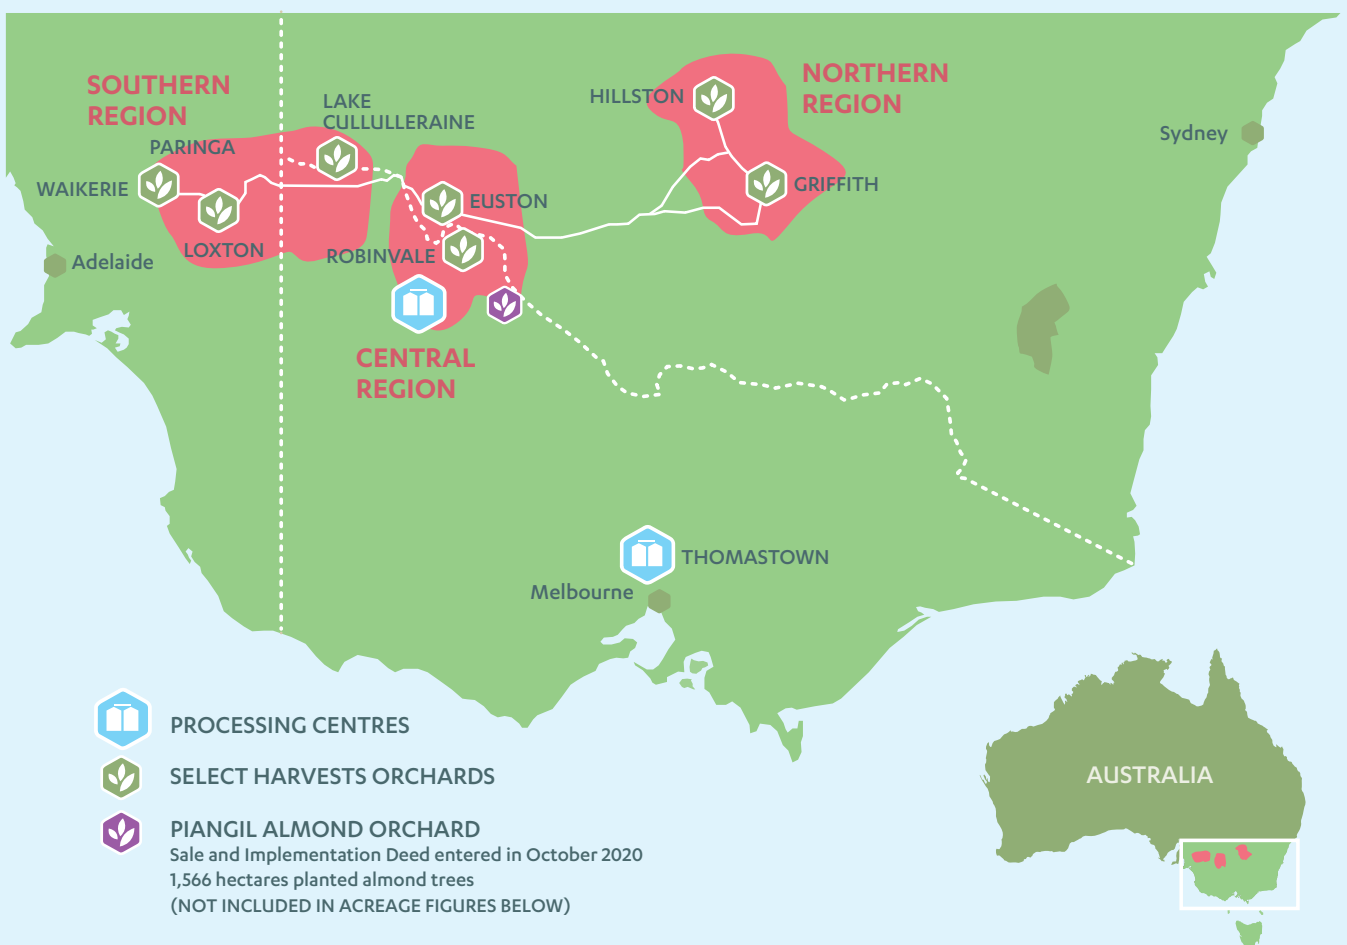 SOUTHERN
REGION
LAKE
CULLULLERAINE
PARINGA
WAIKERIE
LOXTON
Adelaide
EUSTON
ROBINVALE
CENTRAL
REGION
HILLSTON
NORTHERN
REGION
GRIFFITH
Sydney
THOMASTOWN
Melbourne
PROCESSING CENTRES
SELECT HARVESTS ORCHARDS
PIANGIL ALMOND ORCHARD
Sale and Implementation Deed entered in October 2020
1,566 hectares planted almond trees
(NOT INCLUDED IN ACREAGE FIGURES BELOW)
AUSTRALIA